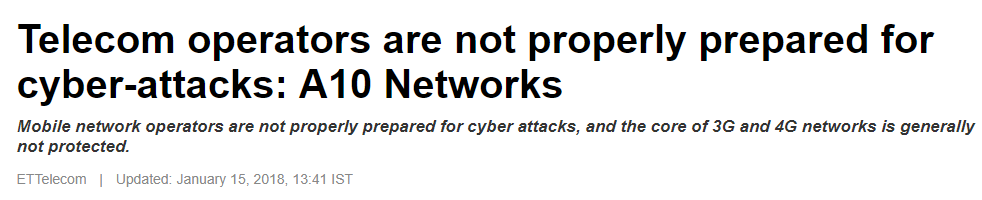 Telecom operators are not properly prepared for
cyber-attacks: A10 Networks
Mobile network operators are not properly prepared for cyber attacks, and the core of 3G and 4G networks is generally
not protected.
ETTelecom | Updated: January 15, 2018, 13:41 IST